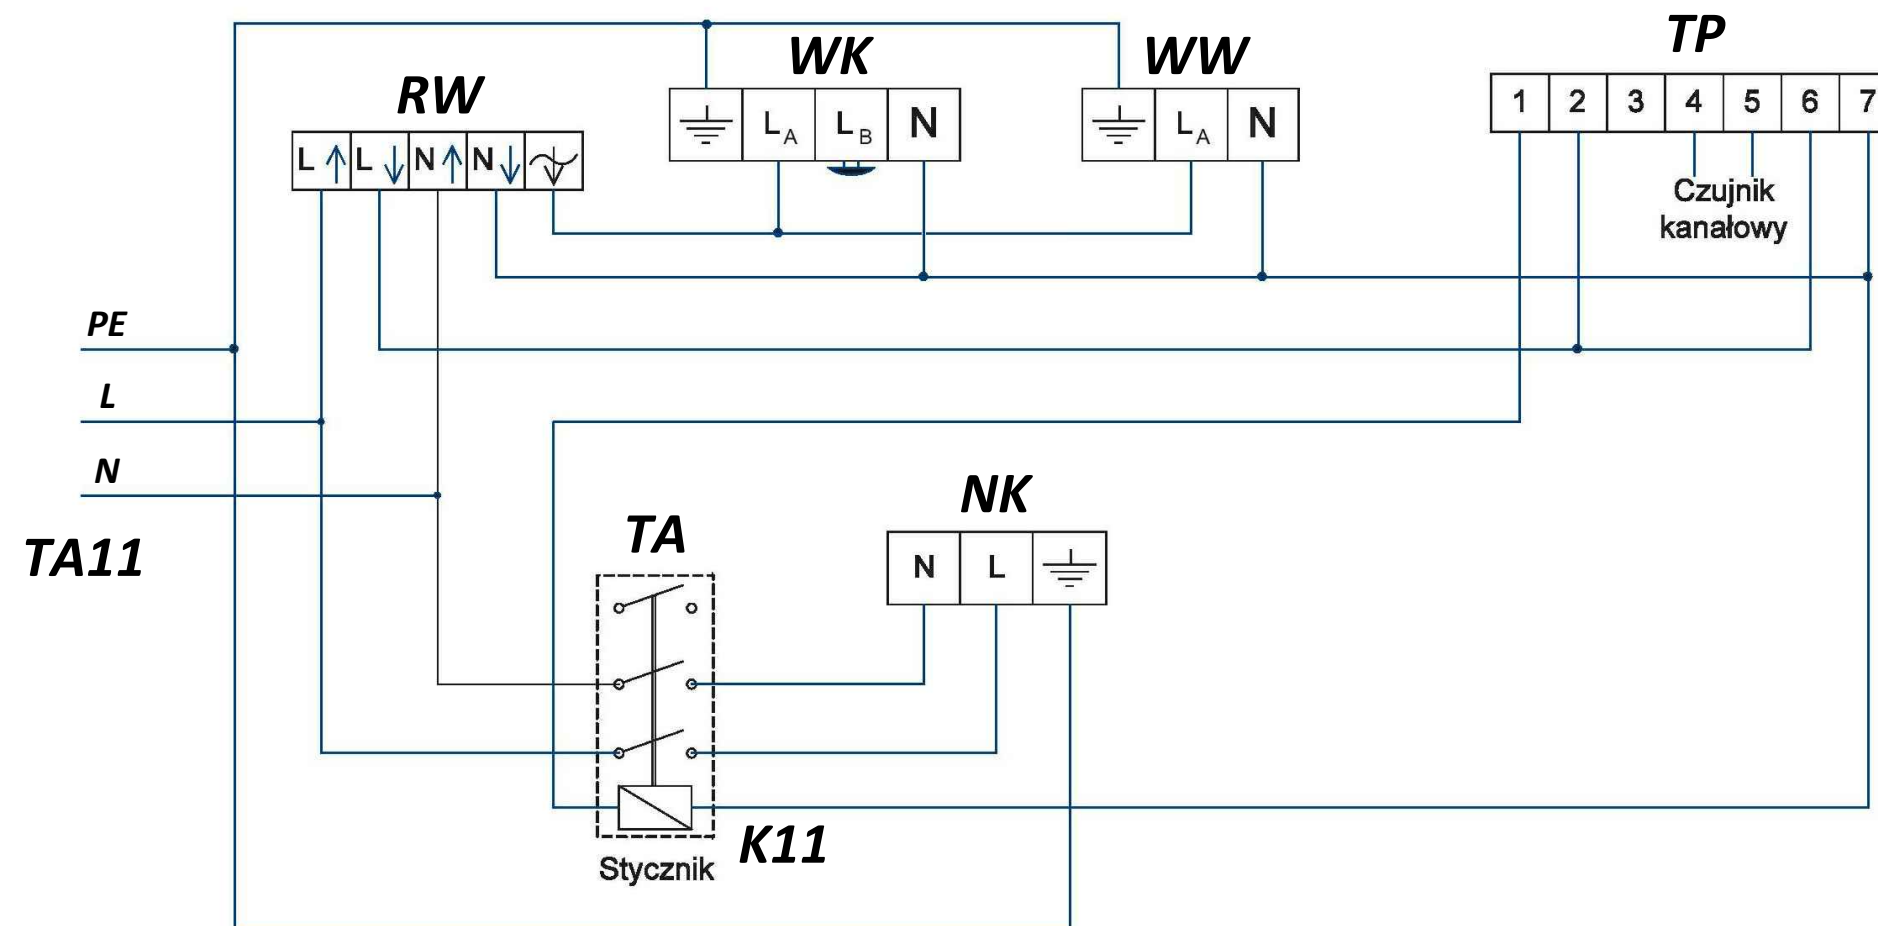 TP
WK
WW
RW
1 2 3 4 5 6 7
L L N N
LA LB N
LA N
Czujnik
kanałowy
PE
L
N
TA11
TA
NK
N L
K11
Stycznik